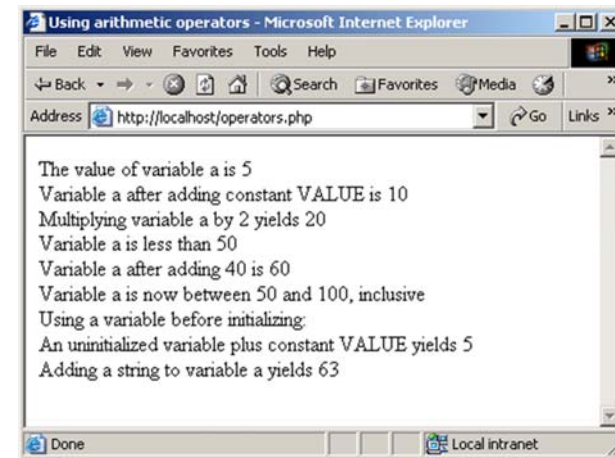 Using arithmetic operators - Microsoft Internet Explorer
File Edit View Favorites Tools Help
Back Search Favorites Media
Address http://localhost/operators.php Go Links
The value of variable a is 5
Variable a after adding constant VALUE is 10
Multiplying variable a by 2 yields 20
Variable a is less than 50
Variable a after adding 40 is 60
Variable a is now between 50 and 100, inclusive
Using a variable before initializing:
An uninitialized variable plus constant VALUE yields 5
Adding a string to variable a yields 63
Done Local intranet